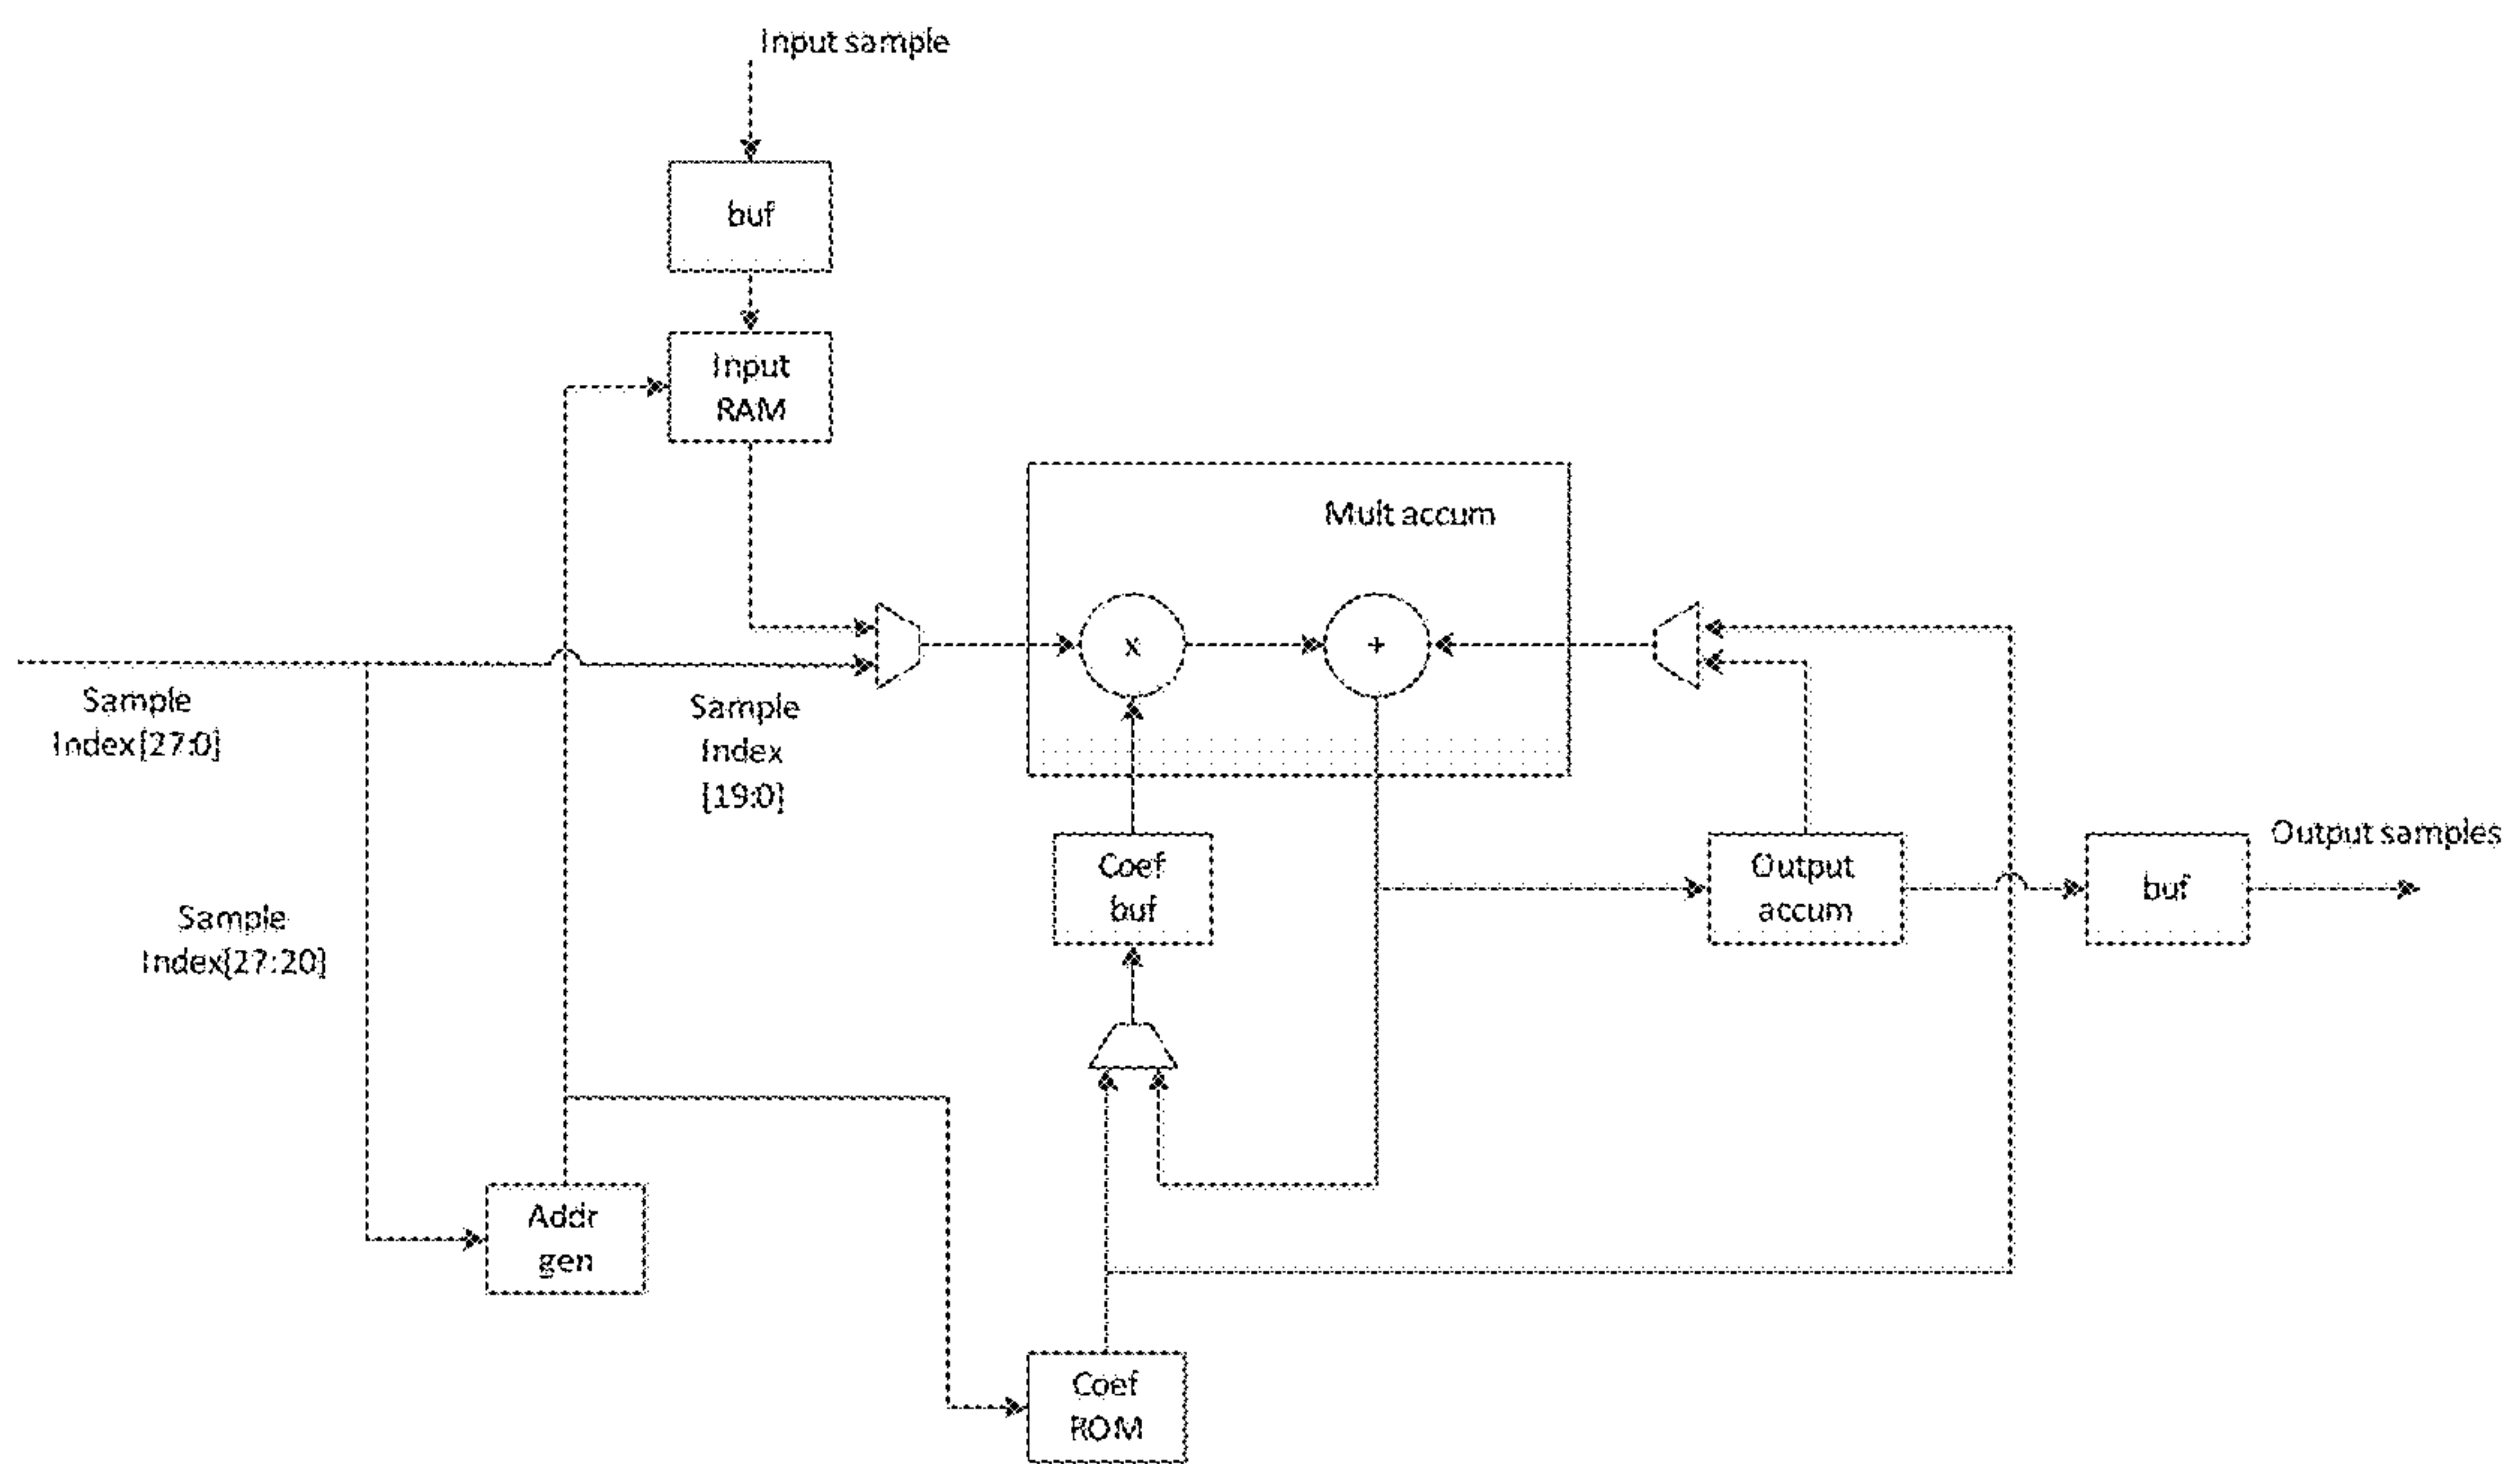 Input sample
buf
Input
RAM
Mult accum
x
+
Sample
Index[27:0]
Sample
Index
[19:0]
Sample
Index[27:20]
Coef
buf
Output
accum
buf
Output samples
Addr
gen
Coef
ROM